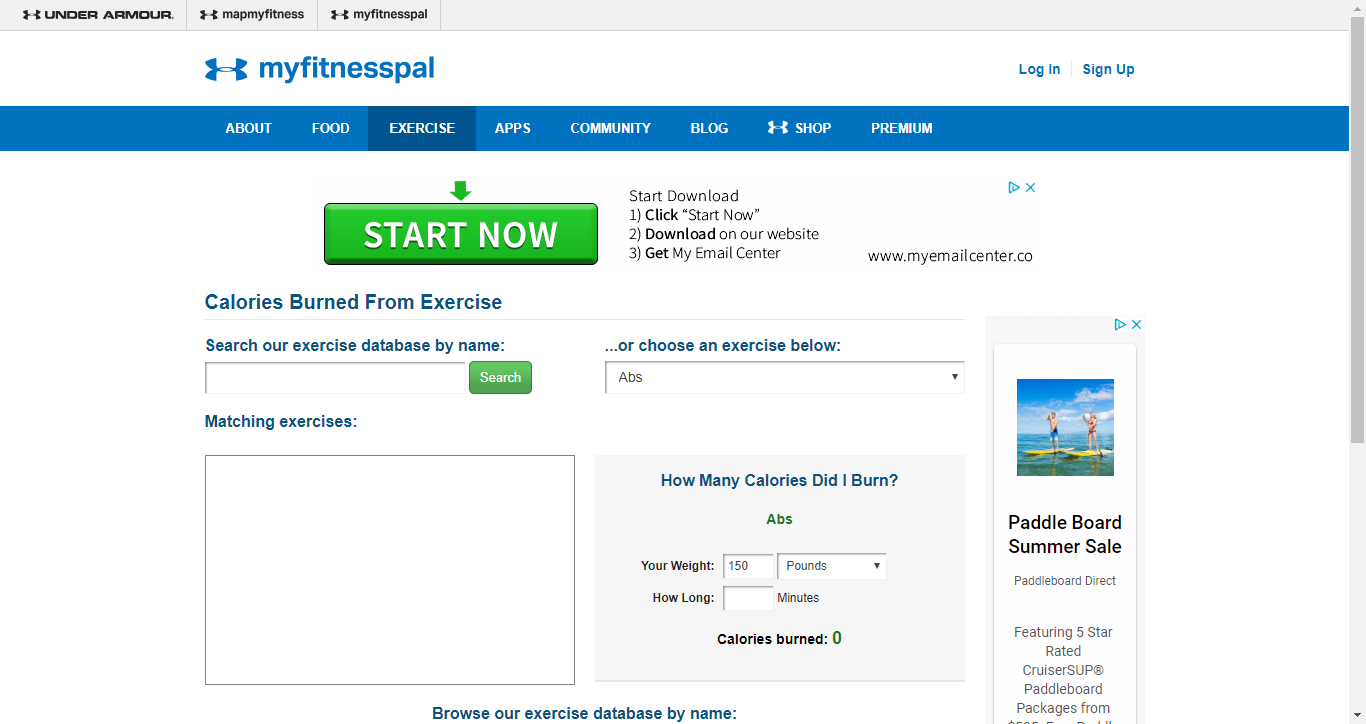 UNDER ARMOUR.
mapmyfitness
myfitnesspal
myfitnesspal
Log In
Sign Up
ABOUT
FOOD
EXERCISE
APPS
COMMUNITY
BLOG
SHOP
PREMIUM
START NOW
Start Download
1) Click “Start Now”
2) Download on our website
3) Get My Email Center
www.myemailcenter.co
Calories Burned From Exercise
Search our exercise database by name:
Search
...or choose an exercise below:
Abs
Matching exercises:
How Many Calories Did I Burn?
Abs
Your Weight: 150 Pounds
How Long: Minutes
Calories burned: 0
Browse our exercise database by name:
Paddle Board
Summer Sale
Paddleboard Direct
Featuring 5 Star
Rated
CruiserSUP®
Paddleboard
Packages from